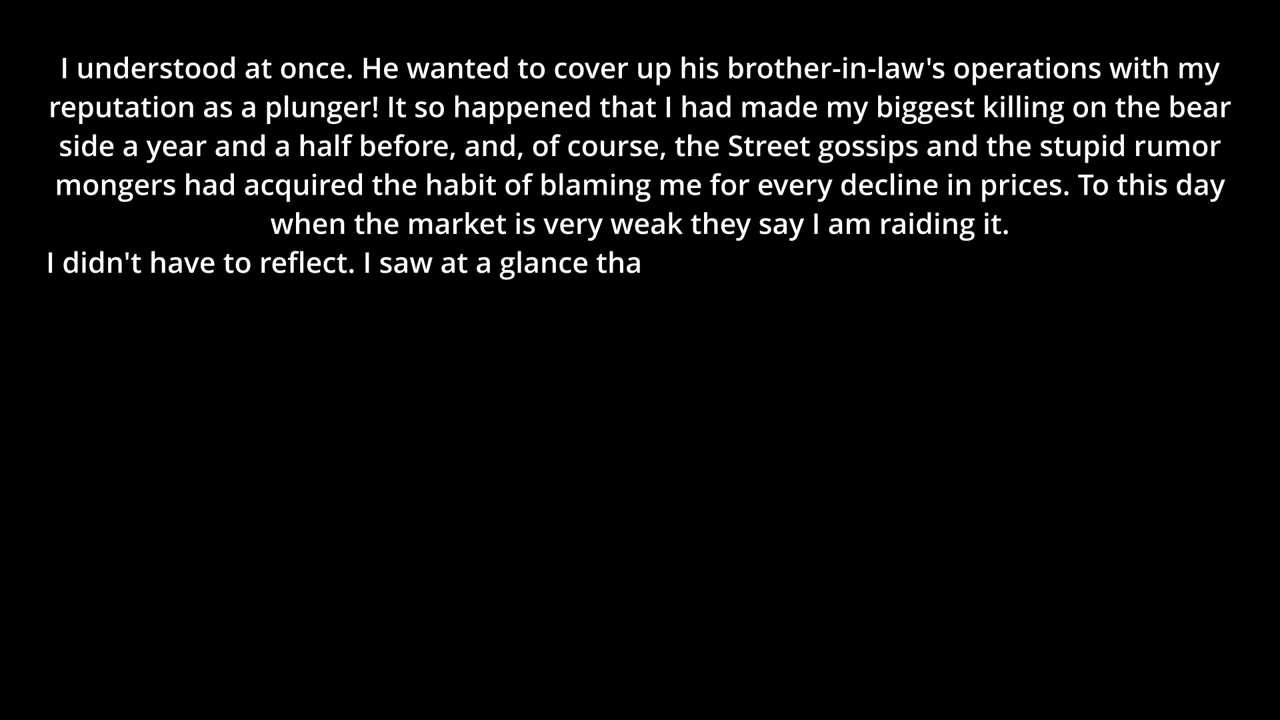 I understood at once. He wanted to cover up his brother-in-law's operations with my
reputation as a plunger! It so happened that I had made my biggest killing on the bear
side a year and a half before, and, of course, the Street gossips and the stupid rumor
mongers had acquired the habit of blaming me for every decline in prices. To this day
when the market is very weak they say I am raiding it.
I didn't have to reflect. I saw at a glance tha